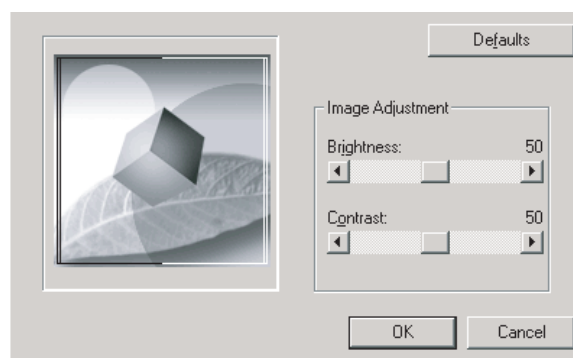 Defaults
Image Adjustment
Brightness: 50
Contrast: 50
OK Cancel